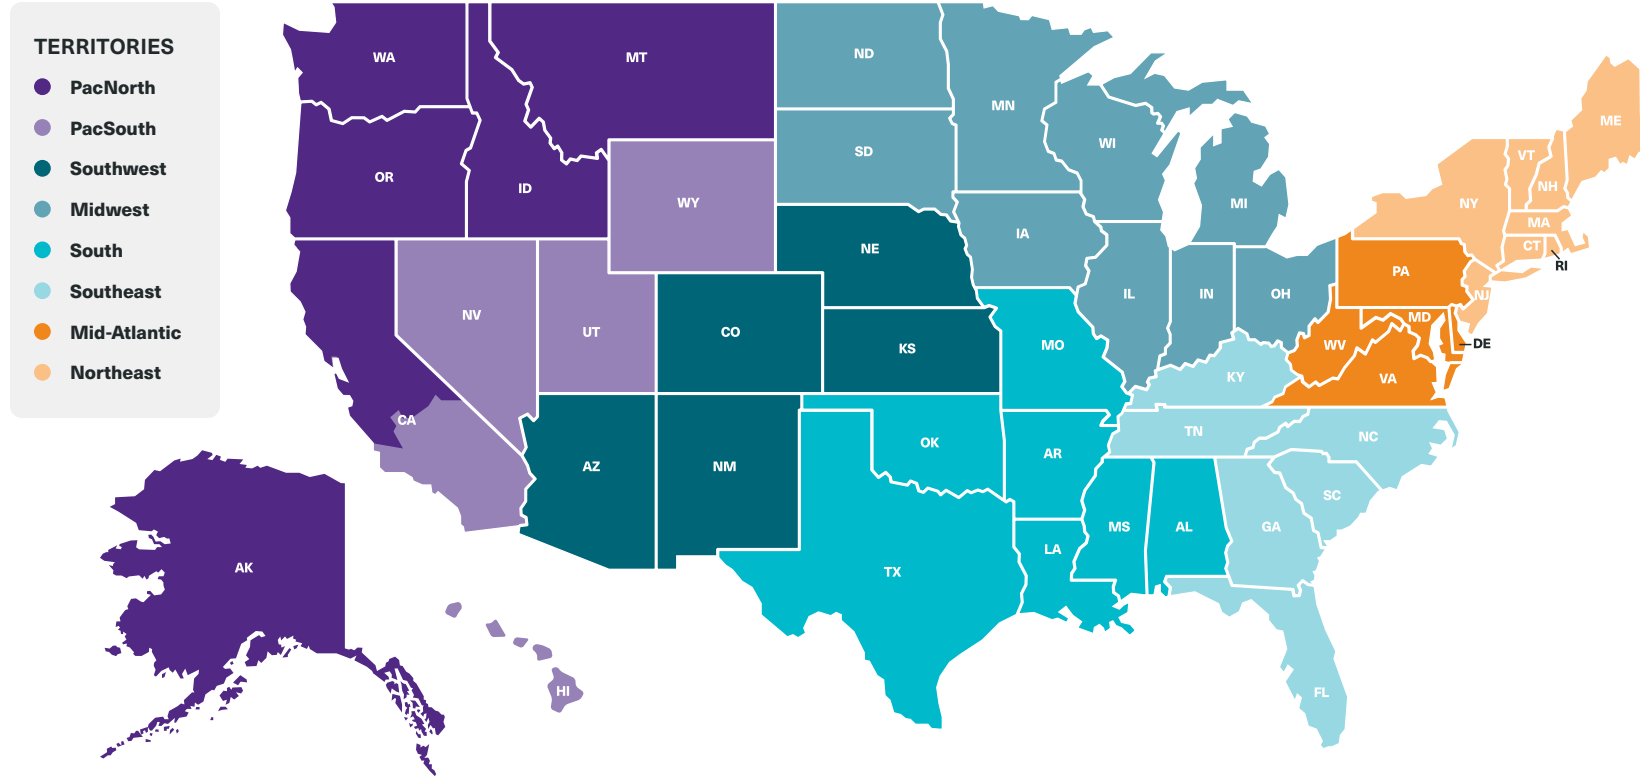 TERRITORIES
PacNorth
PacSouth
Southwest
Midwest
South
Southeast
Mid-Atlantic
Northeast
WA
MT
ND
MN
OR
ID
WY
SD
WI
MI
NY
VT
NH
ME
MA
CT
RI
NV
UT
CO
NE
KS
IA
IL
IN
OH
PA
NJ
MD
DE
WV
VA
MO
KY
CA
AZ
NM
OK
AR
TN
NC
SC
TX
LA
MS
AL
GA
FL
AK
HI